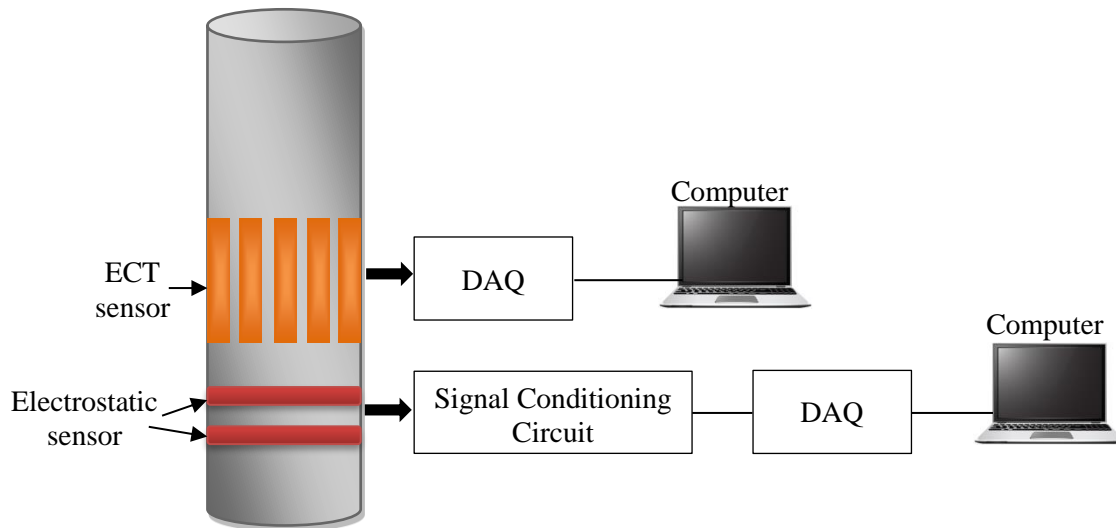 Computer
ECT
sensor
DAQ
Computer
Electrostatic
sensor
Signal Conditioning
Circuit
DAQ